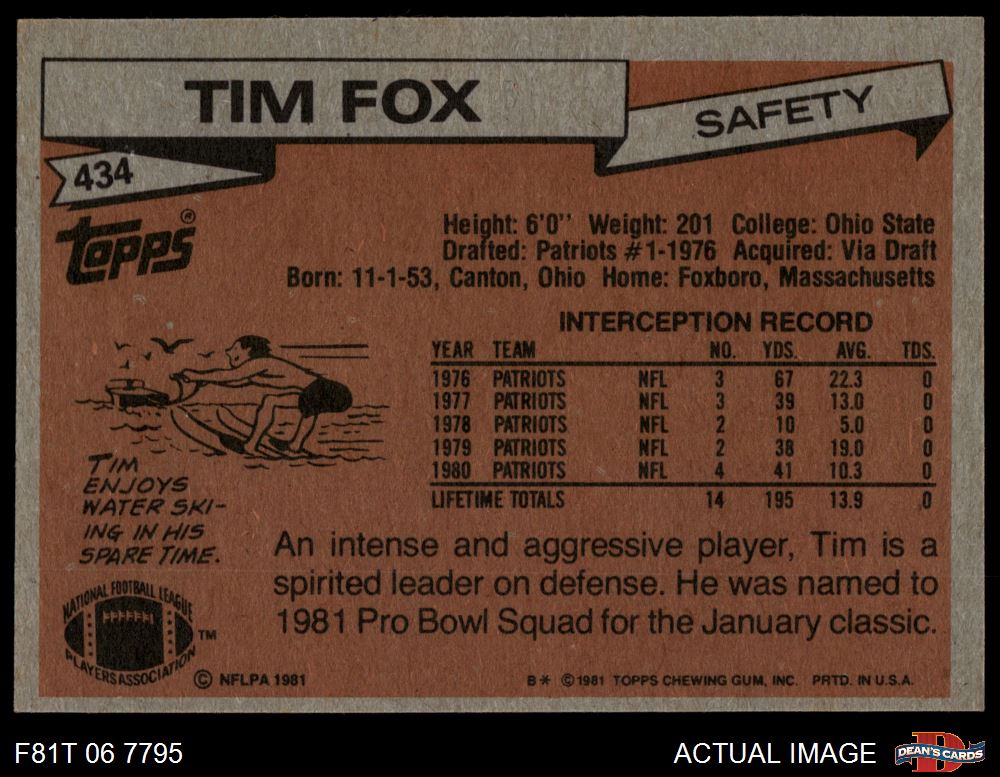 TIM FOX
SAFETY
434
TOPPS®
Height: 6'0'' Weight: 201 College: Ohio State
Drafted: Patriots #1-1976 Acquired: Via Draft
Born: 11-1-53, Canton, Ohio Home: Foxboro, Massachusetts
INTERCEPTION RECORD
YEAR TEAM NO. YDS. AVG. TDS.
1976 PATRIOTS NFL 3 67 22.3 0
1977 PATRIOTS NFL 3 39 13.0 0
1978 PATRIOTS NFL 2 10 5.0 0
1979 PATRIOTS NFL 2 38 19.0 0
1980 PATRIOTS NFL 4 41 10.3 0
LIFETIME TOTALS 14 195 13.9 0
TIM
ENJOYS
WATER SKI-
ING IN HIS
SPARE TIME.
An intense and aggressive player, Tim is a
spirited leader on defense. He was named to
1981 Pro Bowl Squad for the January classic.
NATIONAL FOOTBALL LEAGUE
PLAYERS ASSOCIATION
TM
© NFLPA 1981
B* © 1981 TOPPS CHEWING GUM, INC. PRTD. IN U.S.A.
F81T 06 7795
ACTUAL IMAGE
D
DEAN'S CARDS